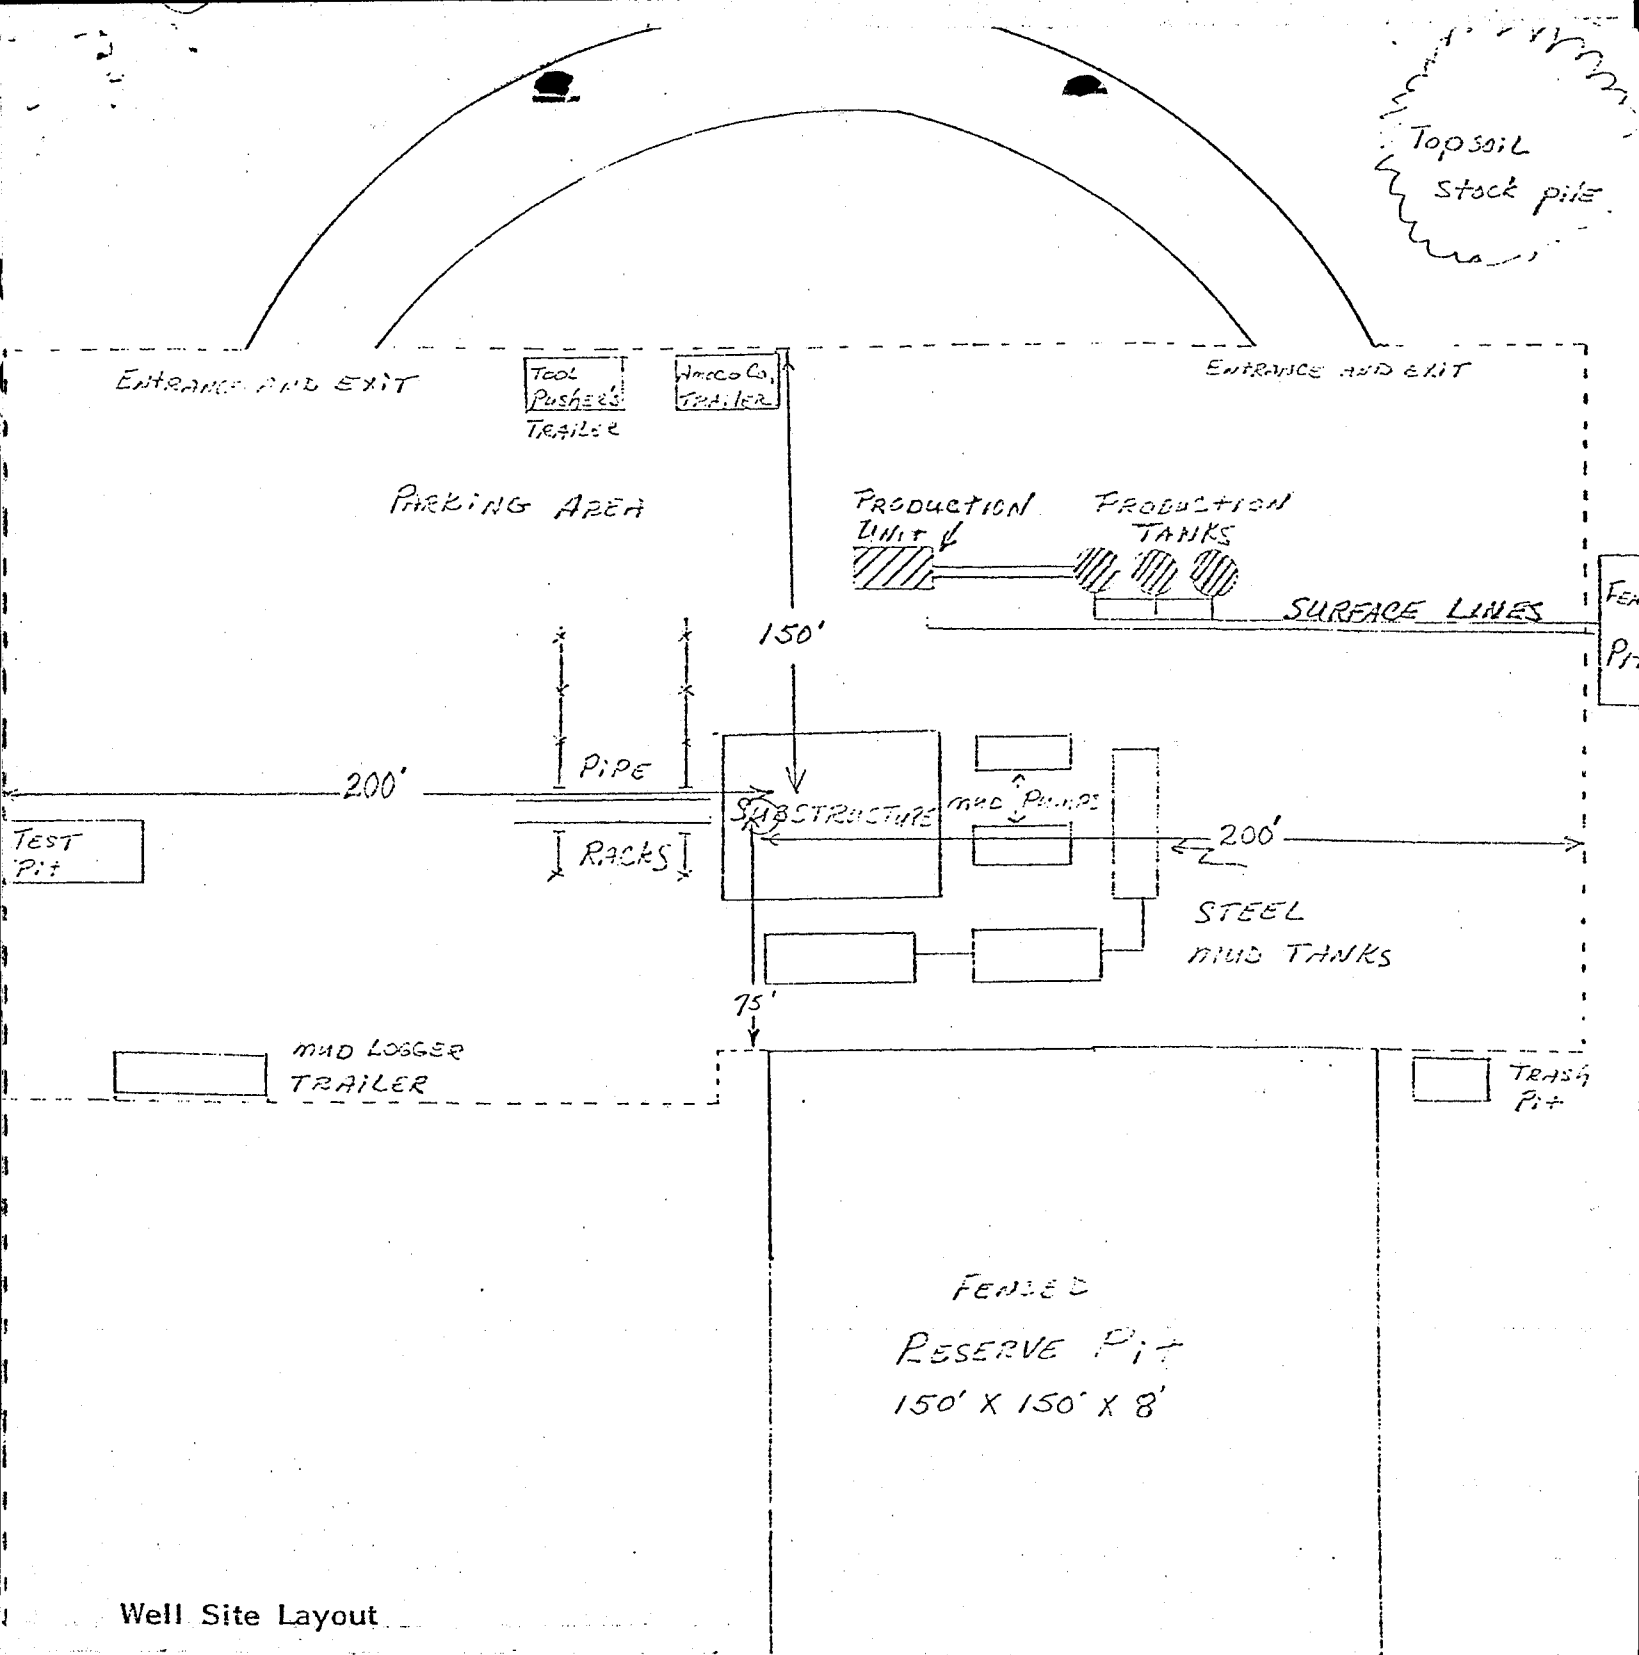 Topsoil
stock pile
ENTRANCE AND EXIT
TOOL
PUSHER'S
TRAILER
Amoco Co.
TRAILER
ENTRANCE AND EXIT
PARKING AREA
PRODUCTION
UNIT
PRODUCTION
TANKS
SURFACE LINES
150'
PIPE
200'
SUBSTRUCTURE
MUD PUMPS
200'
TEST
Pit
RACKS
STEEL
MUD TANKS
75'
MUD LOGGER
TRAILER
TRASH
Pit
FENCED
RESERVE Pit
150' X 150' X 8'
Well Site Layout